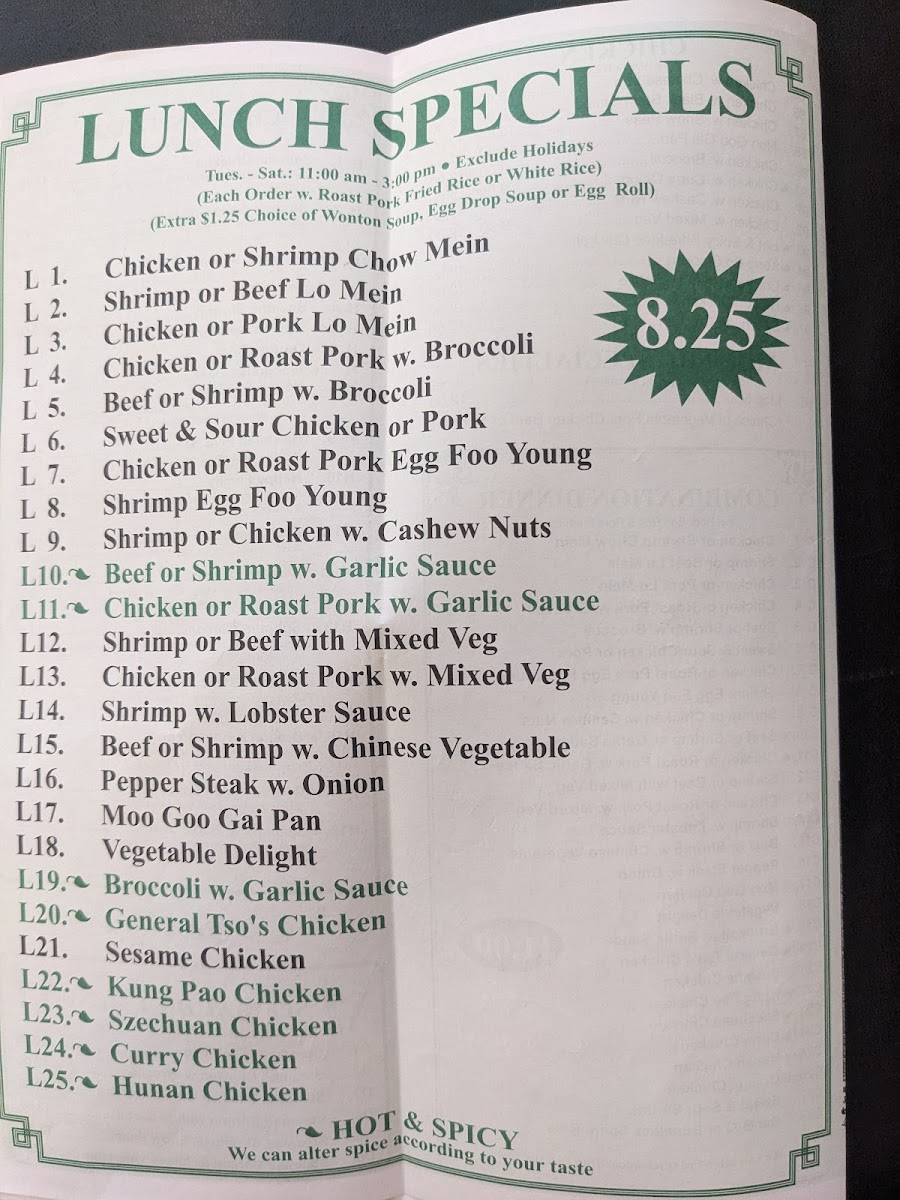 LUNCH SPECIALS
Tues. - Sat.: 11:00 am - 3:00 pm • Exclude Holidays
(Each Order w. Roast Pork Fried Rice or White Rice)
(Extra $1.25 Choice of Wonton Soup, Egg Drop Soup or Egg Roll)
8.25
L 1. Chicken or Shrimp Chow Mein
L 2. Shrimp or Beef Lo Mein
L 3. Chicken or Pork Lo Mein
L 4. Chicken or Roast Pork w. Broccoli
L 5. Beef or Shrimp w. Broccoli
L 6. Sweet & Sour Chicken or Pork
L 7. Chicken or Roast Pork Egg Foo Young
L 8. Shrimp Egg Foo Young
L 9. Shrimp or Chicken w. Cashew Nuts
L10. Beef or Shrimp w. Garlic Sauce
L11. Chicken or Roast Pork w. Garlic Sauce
L12. Shrimp or Beef with Mixed Veg
L13. Chicken or Roast Pork w. Mixed Veg
L14. Shrimp w. Lobster Sauce
L15. Beef or Shrimp w. Chinese Vegetable
L16. Pepper Steak w. Onion
L17. Moo Goo Gai Pan
L18. Vegetable Delight
L19. Broccoli w. Garlic Sauce
L20. General Tso's Chicken
L21. Sesame Chicken
L22. Kung Pao Chicken
L23. Szechuan Chicken
L24. Curry Chicken
L25. Hunan Chicken
HOT & SPICY
We can alter spice according to your taste